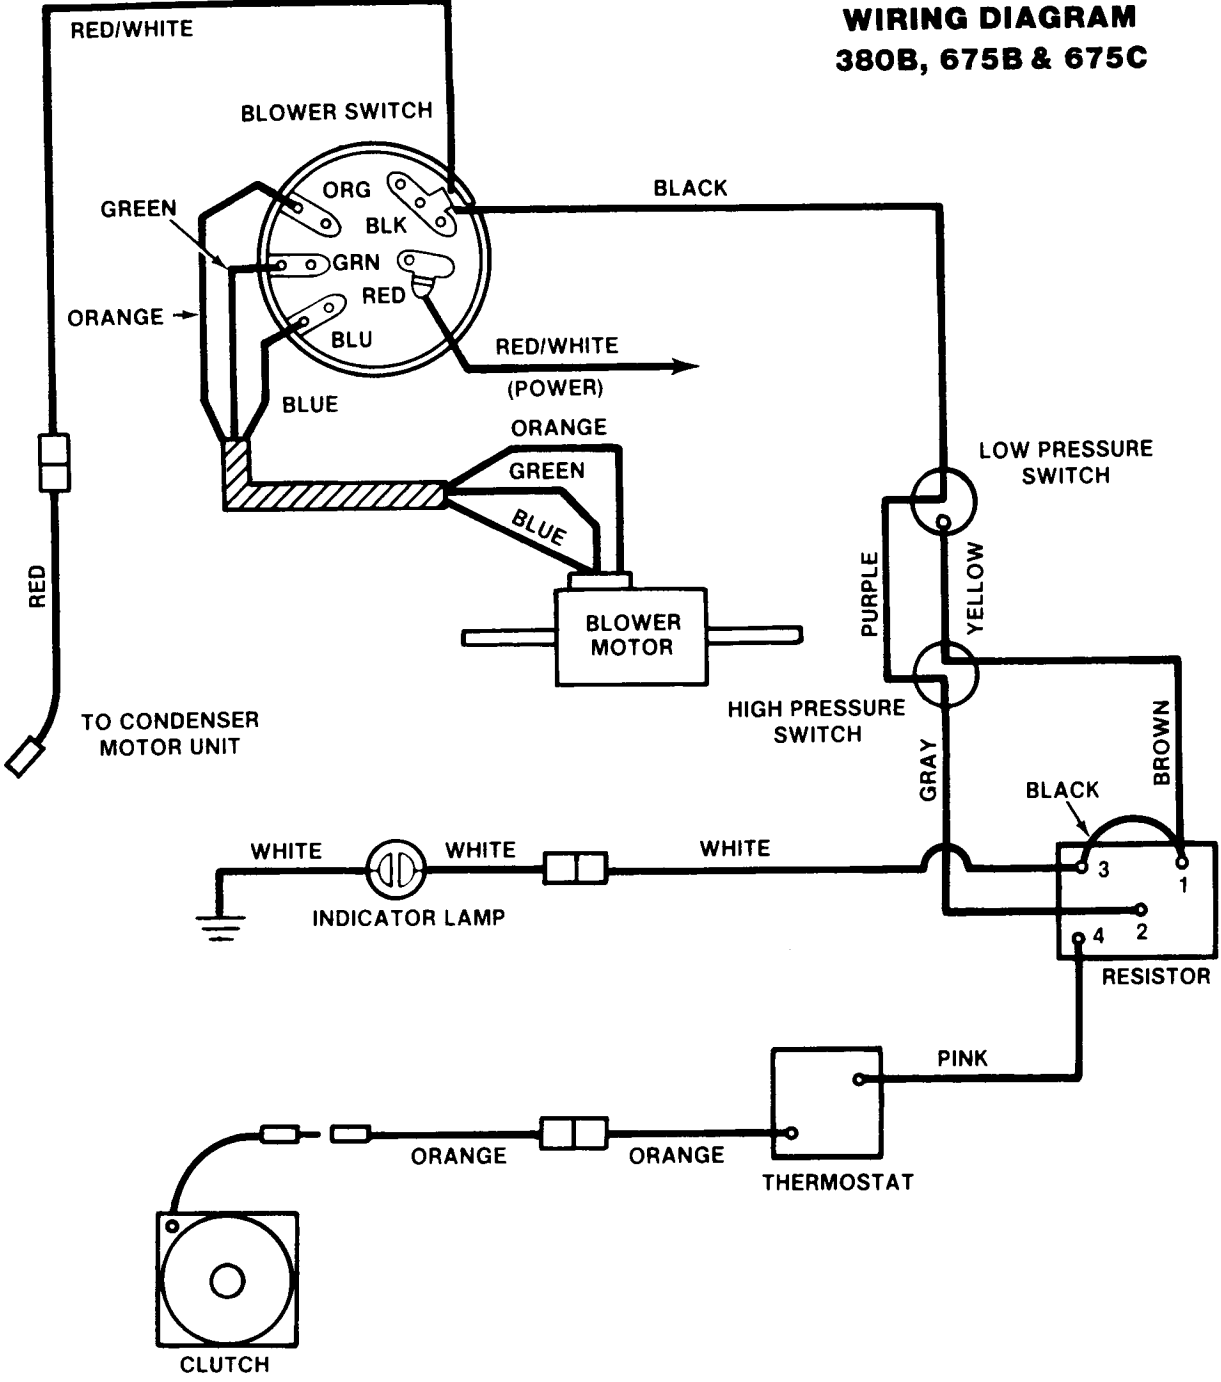 WIRING DIAGRAM
380B, 675B & 675C
RED/WHITE
BLOWER SWITCH
ORG
BLK
GRN
RED
BLU
GREEN
ORANGE
BLUE
BLACK
RED/WHITE
(POWER)
ORANGE
GREEN
BLUE
BLOWER
MOTOR
LOW PRESSURE
SWITCH
PURPLE
YELLOW
RED
TO CONDENSER
MOTOR UNIT
HIGH PRESSURE
SWITCH
GRAY
BROWN
BLACK
WHITE
WHITE
WHITE
INDICATOR LAMP
3
1
2
4
RESISTOR
PINK
ORANGE
ORANGE
THERMOSTAT
CLUTCH